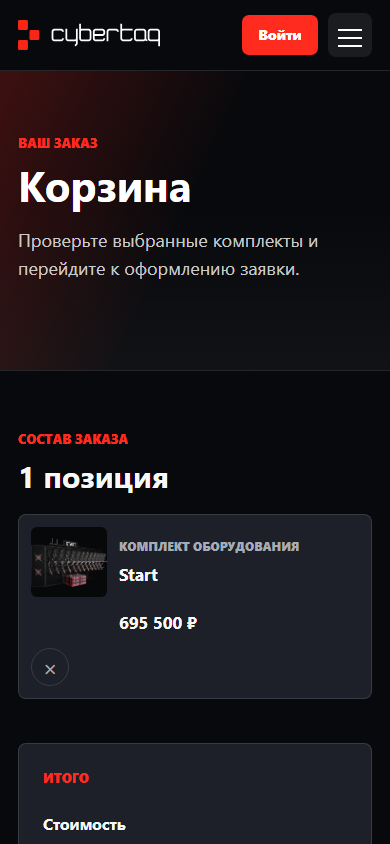 cybertag
Войти
ВАШ ЗАКАЗ
Корзина
Проверьте выбранные комплекты и
перейдите к оформлению заявки.
СОСТАВ ЗАКАЗА
1 позиция
КОМПЛЕКТ ОБОРУДОВАНИЯ
Start
695 500 ₽
ИТОГО
Стоимость